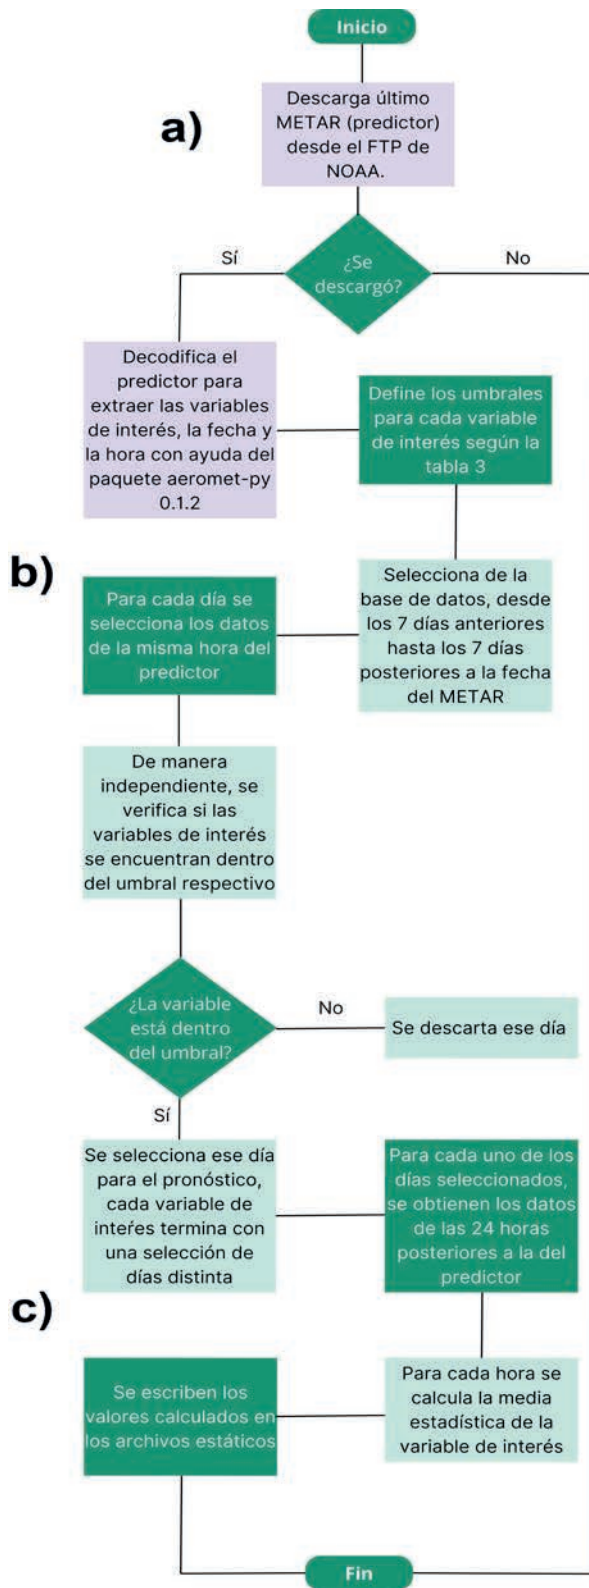 Inicio
a)
Descarga último
METAR (predictor)
desde el FTP de
NOAA.
Sí
¿Se
descargó?
No
Decodifica el
predictor para
extraer las variables
de interés, la fecha y
la hora con ayuda del
paquete aeromet-py
0.1.2
Define los umbrales
para cada variable
de interés según la
tabla 3
b)
Selecciona de la
base de datos, desde
los 7 días anteriores
hasta los 7 días
posteriores a la fecha
del METAR
Para cada día se
selecciona los datos
de la misma hora del
predictor
De manera
independiente, se
verifica si las
variables de interés
se encuentran dentro
del umbral respectivo
¿La variable
está dentro
del umbral?
No
Se descarta ese día
Sí
Se selecciona ese día
para el pronóstico,
cada variable de
inteŕes termina con
una selección de
días distinta
Para cada uno de los
días seleccionados,
se obtienen los datos
de las 24 horas
posteriores a la del
predictor
c)
Para cada hora se
calcula la media
estadística de la
variable de interés
Se escriben los
valores calculados en
los archivos estáticos
Fin